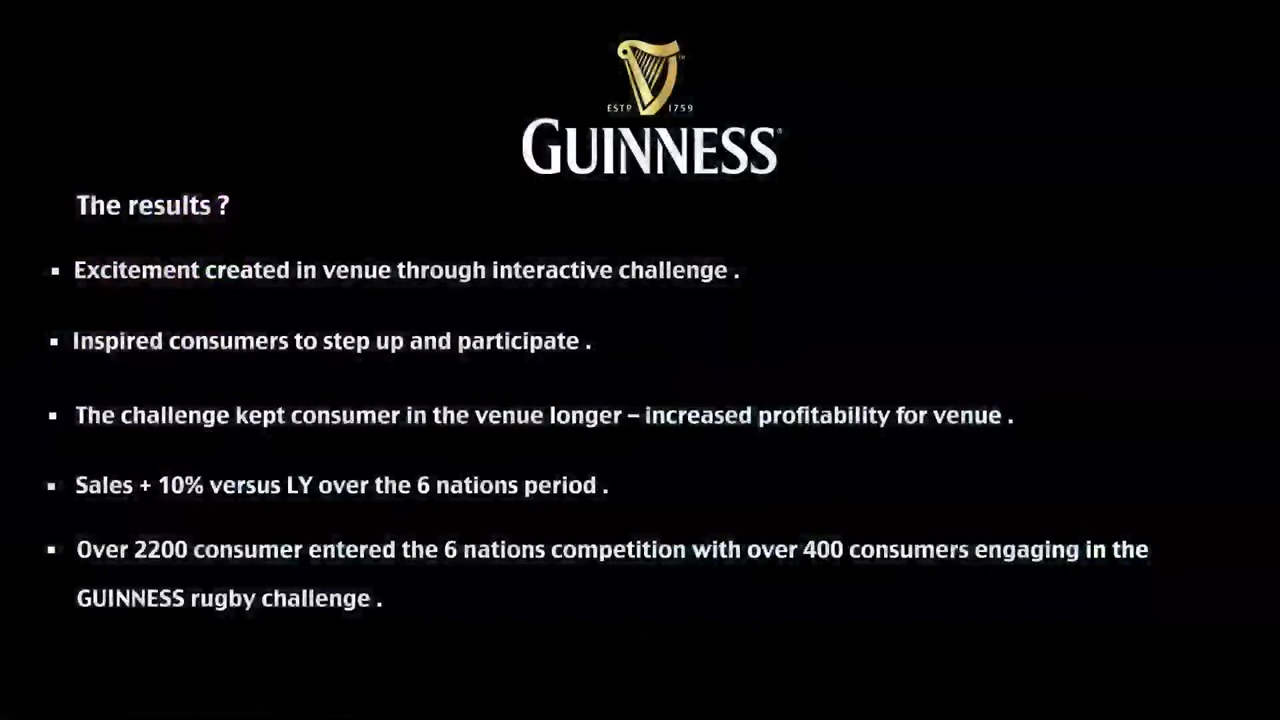 ESTD 1759
GUINNESS
The results ?
▪ Excitement created in venue through interactive challenge .
▪ Inspired consumers to step up and participate .
▪ The challenge kept consumer in the venue longer – increased profitability for venue .
▪ Sales + 10% versus LY over the 6 nations period .
▪ Over 2200 consumer entered the 6 nations competition with over 400 consumers engaging in the
GUINNESS rugby challenge .